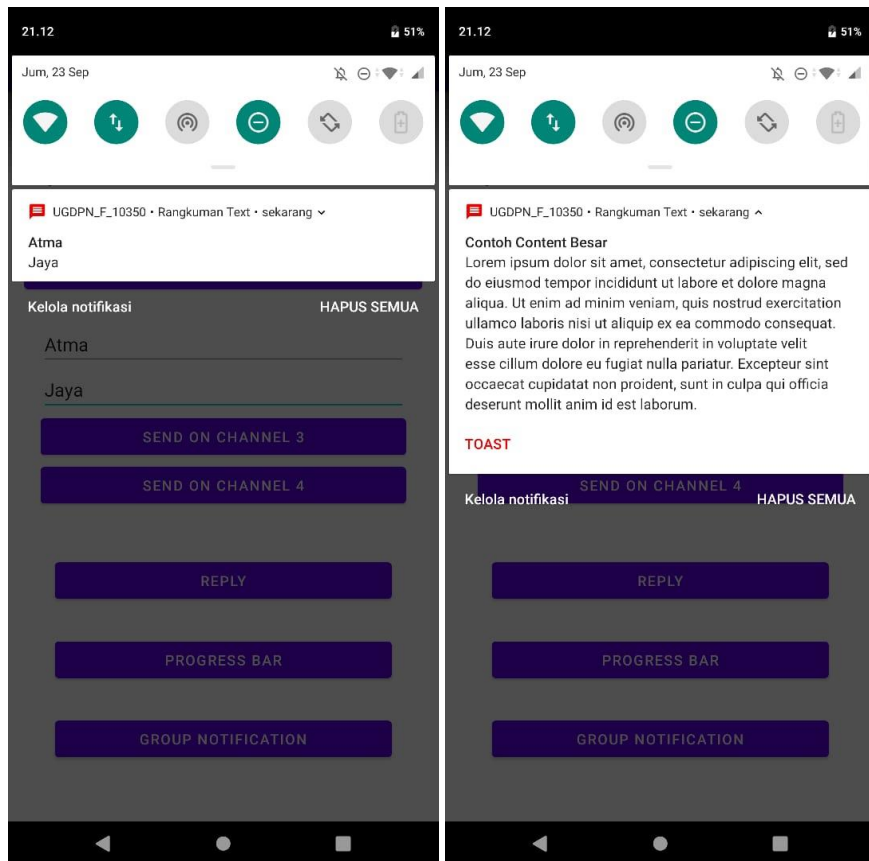 21.12
51%
Jum, 23 Sep
UGDPN_F_10350 • Rangkuman Text • sekarang
Atma
Jaya
Kelola notifikasi
HAPUS SEMUA
Atma
Jaya
SEND ON CHANNEL 3
SEND ON CHANNEL 4
REPLY
PROGRESS BAR
GROUP NOTIFICATION
21.12
51%
Jum, 23 Sep
UGDPN_F_10350 • Rangkuman Text • sekarang
Contoh Content Besar
Lorem ipsum dolor sit amet, consectetur adipiscing elit, sed
do eiusmod tempor incididunt ut labore et dolore magna
aliqua. Ut enim ad minim veniam, quis nostrud exercitation
ullamco laboris nisi ut aliquip ex ea commodo consequat.
Duis aute irure dolor in reprehenderit in voluptate velit
esse cillum dolore eu fugiat nulla pariatur. Excepteur sint
occaecat cupidatat non proident, sunt in culpa qui officia
deserunt mollit anim id est laborum.
TOAST
SEND ON CHANNEL 4
Kelola notifikasi
HAPUS SEMUA
REPLY
PROGRESS BAR
GROUP NOTIFICATION